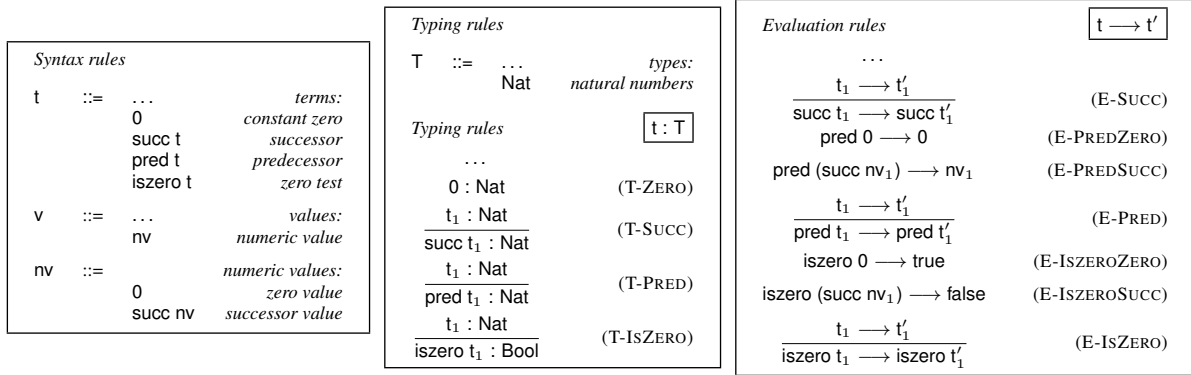 Syntax rules
t ::= . . . terms:
0 constant zero
succ t successor
pred t predecessor
iszero t zero test
v ::= . . . values:
nv numeric value
nv ::= numeric values:
0 zero value
succ nv successor value
Typing rules
T ::= . . . types:
Nat natural numbers
Typing rules t : T
. . .
0 : Nat (T-ZERO)
t₁ : Nat
succ t₁ : Nat (T-SUCC)
t₁ : Nat
pred t₁ : Nat (T-PRED)
t₁ : Nat
iszero t₁ : Bool (T-ISZERO)
Evaluation rules t ⟶ t′
. . .
t₁ ⟶ t′₁
succ t₁ ⟶ succ t′₁ (E-SUCC)
pred 0 ⟶ 0 (E-PREDZERO)
pred (succ nv₁) ⟶ nv₁ (E-PREDSUCC)
t₁ ⟶ t′₁
pred t₁ ⟶ pred t′₁ (E-PRED)
iszero 0 ⟶ true (E-ISZEROZERO)
iszero (succ nv₁) ⟶ false (E-ISZEROSUCC)
t₁ ⟶ t′₁
iszero t₁ ⟶ iszero t′₁ (E-ISZERO)